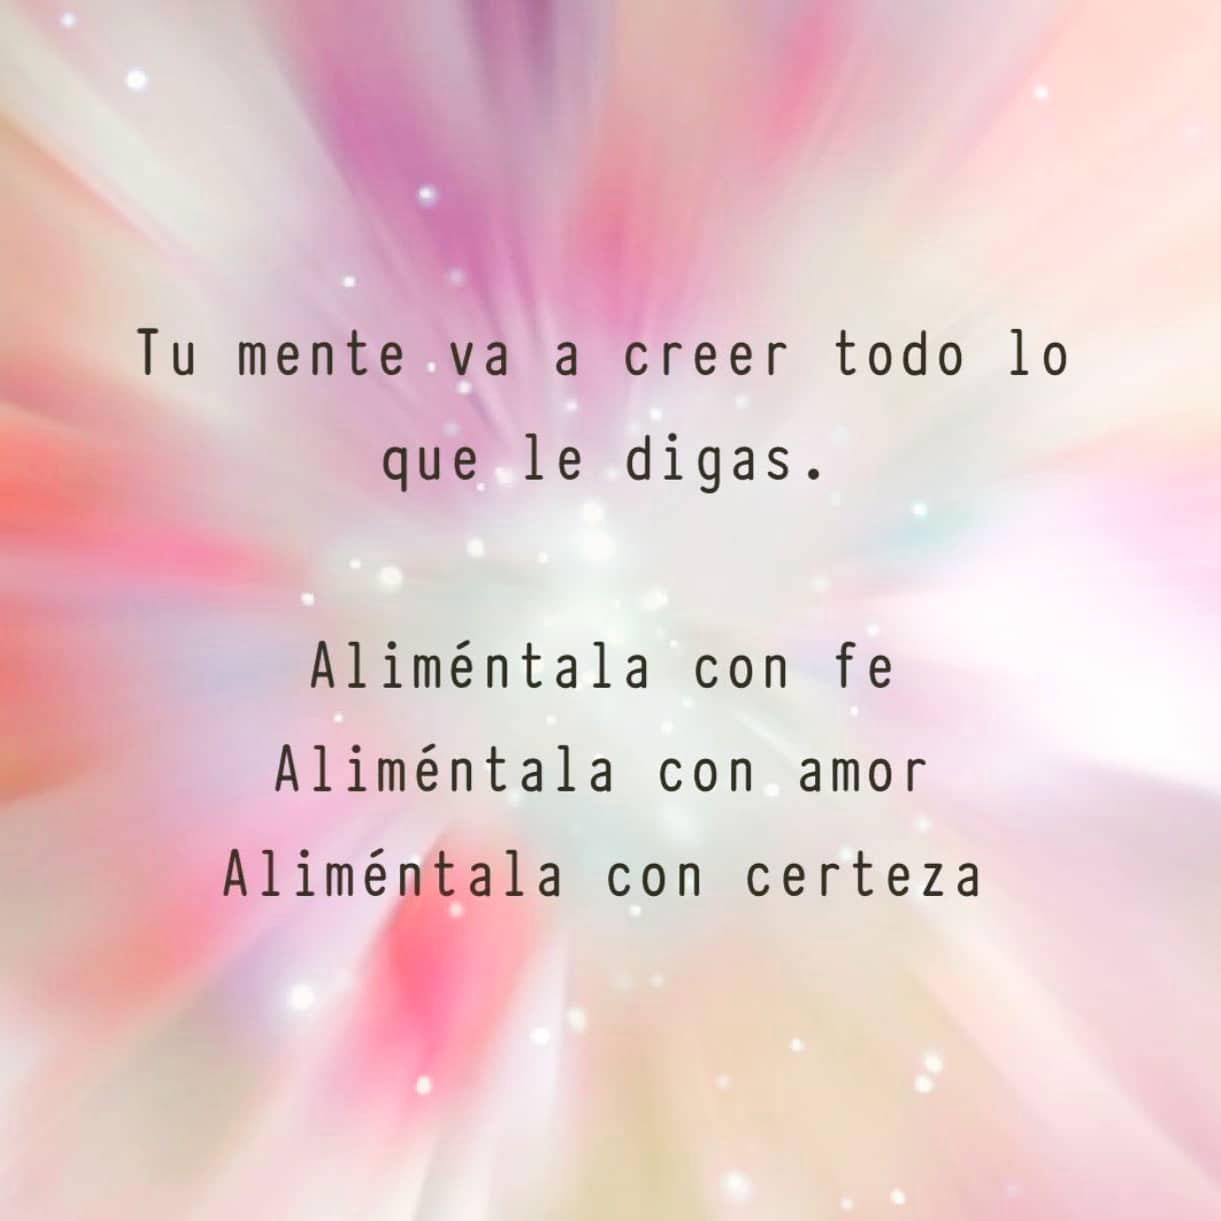 Tu mente va a creer todo lo
que le digas.
Aliméntala con fe
Aliméntala con amor
Aliméntala con certeza